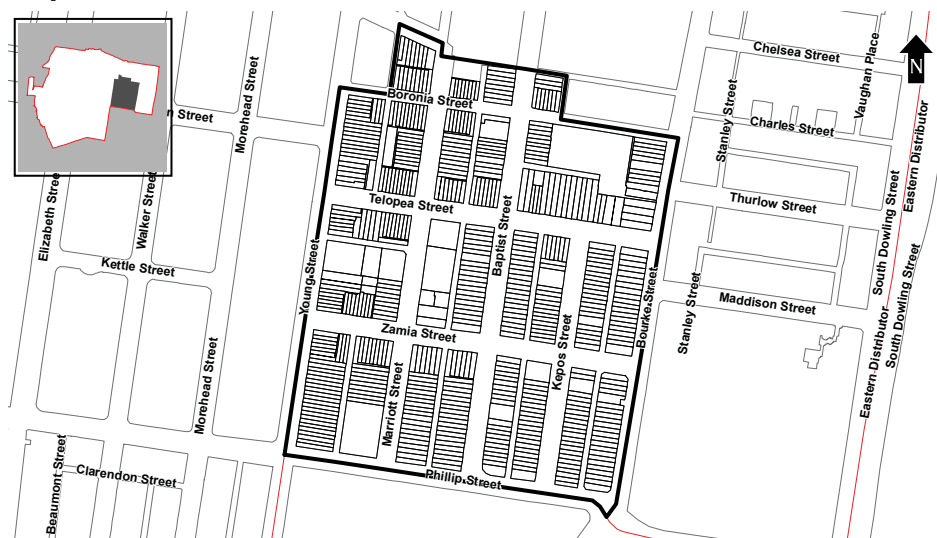 Chelsea Street
Vaughan Place
N
Boronia Street
n Street
Morehead Street
Stanley Street
Charles Street
Eastern Distributor
Elizabeth Street
Walker Street
Telopea Street
Thurlow Street
South Dowling Street
Baptist Street
Kettle Street
Young Street
Bourke Street
Stanley Street
Maddison Street
South Dowling Street
Zamia Street
Kepos Street
Eastern Distributor
Morehead Street
Marriott Street
Beaumont Street
Clarendon Street
Phillip Street